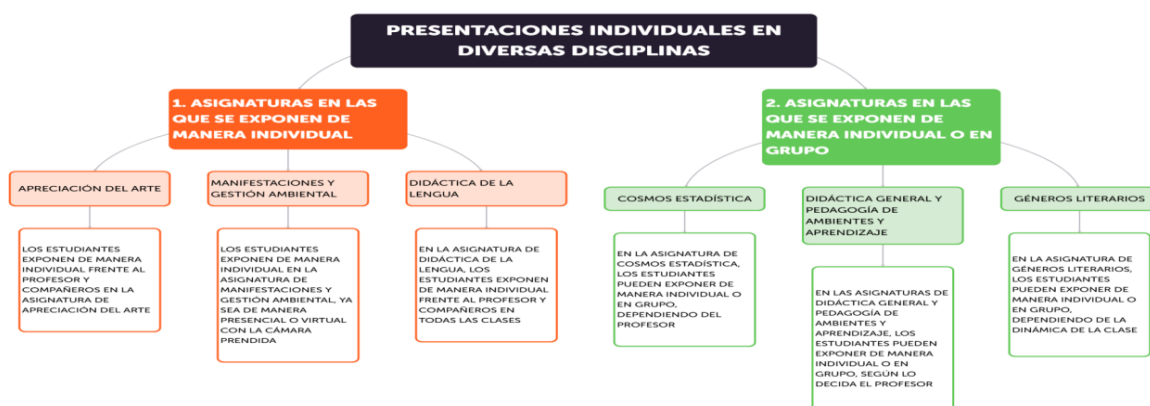 PRESENTACIONES INDIVIDUALES EN
DIVERSAS DISCIPLINAS
1. ASIGNATURAS EN LAS
QUE SE EXPONEN DE
MANERA INDIVIDUAL
2. ASIGNATURAS EN LAS
QUE SE EXPONEN DE
MANERA INDIVIDUAL O EN
GRUPO
APRECIACIÓN DEL ARTE
MANIFESTACIONES Y
GESTIÓN AMBIENTAL
DIDÁCTICA DE LA
LENGUA
COSMOS ESTADÍSTICA
DIDÁCTICA GENERAL Y
PEDAGOGÍA DE
AMBIENTES Y
APRENDIZAJE
GÉNEROS LITERARIOS
LOS ESTUDIANTES
EXPONEN DE MANERA
INDIVIDUAL FRENTE AL
PROFESOR Y
COMPAÑEROS EN LA
ASIGNATURA DE
APRECIACIÓN DEL ARTE
LOS ESTUDIANTES
EXPONEN DE MANERA
INDIVIDUAL EN LA
ASIGNATURA DE
MANIFESTACIONES Y
GESTIÓN AMBIENTAL, YA
SEA DE MANERA
PRESENCIAL O VIRTUAL
CON LA CÁMARA
PRENDIDA
EN LA ASIGNATURA DE
DIDÁCTICA DE LA
LENGUA, LOS
ESTUDIANTES EXPONEN
DE MANERA INDIVIDUAL
FRENTE AL PROFESOR Y
COMPAÑEROS EN
TODAS LAS CLASES
EN LA ASIGNATURA DE
COSMOS ESTADÍSTICA,
LOS ESTUDIANTES
PUEDEN EXPONER DE
MANERA INDIVIDUAL O
EN GRUPO,
DEPENDIENDO DEL
PROFESOR
EN LAS ASIGNATURAS DE
DIDÁCTICA GENERAL Y
PEDAGOGÍA DE
AMBIENTES Y
APRENDIZAJE, LOS
ESTUDIANTES PUEDEN
EXPONER DE MANERA
INDIVIDUAL O EN
GRUPO, SEGÚN LO
DECIDA EL PROFESOR
EN LA ASIGNATURA DE
GÉNEROS LITERARIOS,
LOS ESTUDIANTES
PUEDEN EXPONER DE
MANERA INDIVIDUAL O
EN GRUPO,
DEPENDIENDO DE LA
DINÁMICA DE LA CLASE